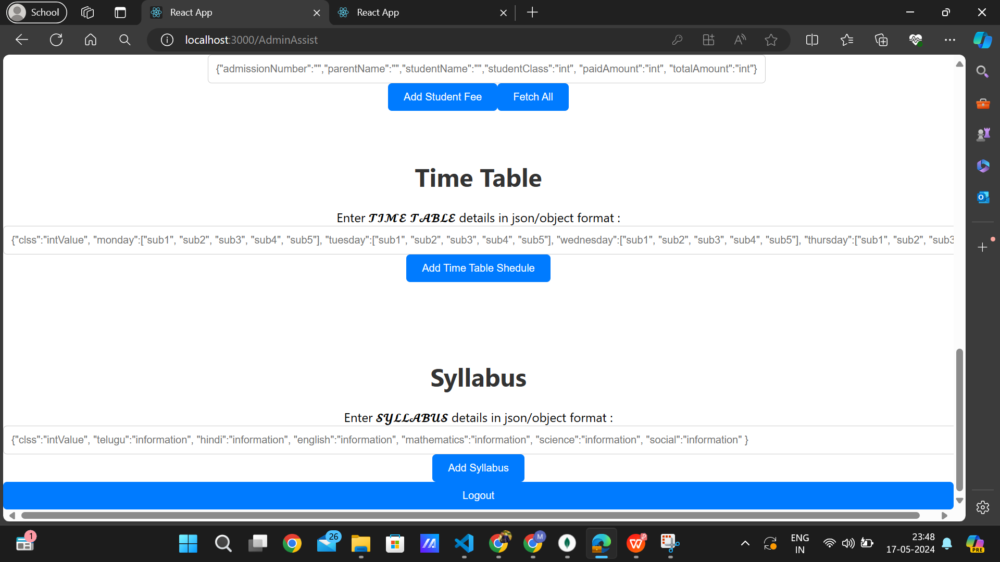 School
React App
React App
localhost:3000/AdminAssist
{"admissionNumber":"","parentName":"","studentName":"","studentClass":"int", "paidAmount":"int", "totalAmount":"int"}
Add Student Fee
Fetch All
Time Table
Enter 𝓣𝓘𝓜𝓔 𝓣𝓐𝓑𝓛𝓔 details in json/object format :
{"clss":"intValue", "monday":["sub1", "sub2", "sub3", "sub4", "sub5"], "tuesday":["sub1", "sub2", "sub3", "sub4", "sub5"], "wednesday":["sub1", "sub2", "sub3", "sub4", "sub5"], "thursday":["sub1", "sub2", "sub3
Add Time Table Shedule
Syllabus
Enter 𝓢𝓨𝓛𝓛𝓐𝓑𝓤𝓢 details in json/object format :
{"clss":"intValue", "telugu":"information", "hindi":"information", "english":"information", "mathematics":"information", "science":"information", "social":"information" }
Add Syllabus
Logout
1
26
M
ENG
IN
23:48
17-05-2024
PRE